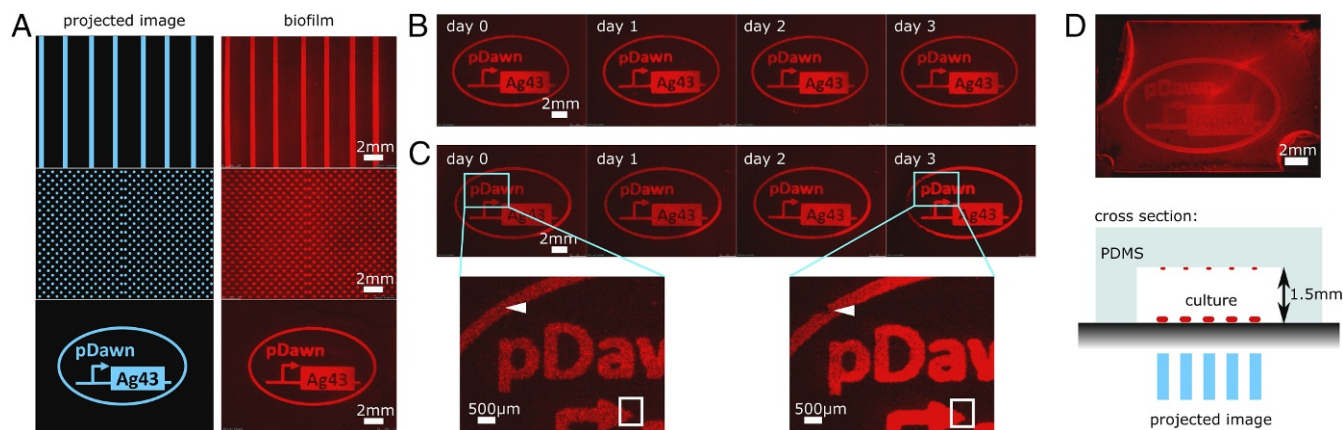 A
projected image
biofilm
2mm
2mm
pDawn
Ag43
pDawn
Ag43
2mm
B
day 0
day 1
day 2
day 3
pDawn
Ag43
2mm
pDawn
Ag43
pDawn
Ag43
pDawn
Ag43
C
day 0
day 1
day 2
day 3
pDawn
Ag43
2mm
pDawn
Ag43
pDawn
Ag43
pDawn
Ag43
pDaw
500μm
pDaw
500μm
D
pDawn
Ag43
2mm
cross section:
PDMS
culture
1.5mm
projected image